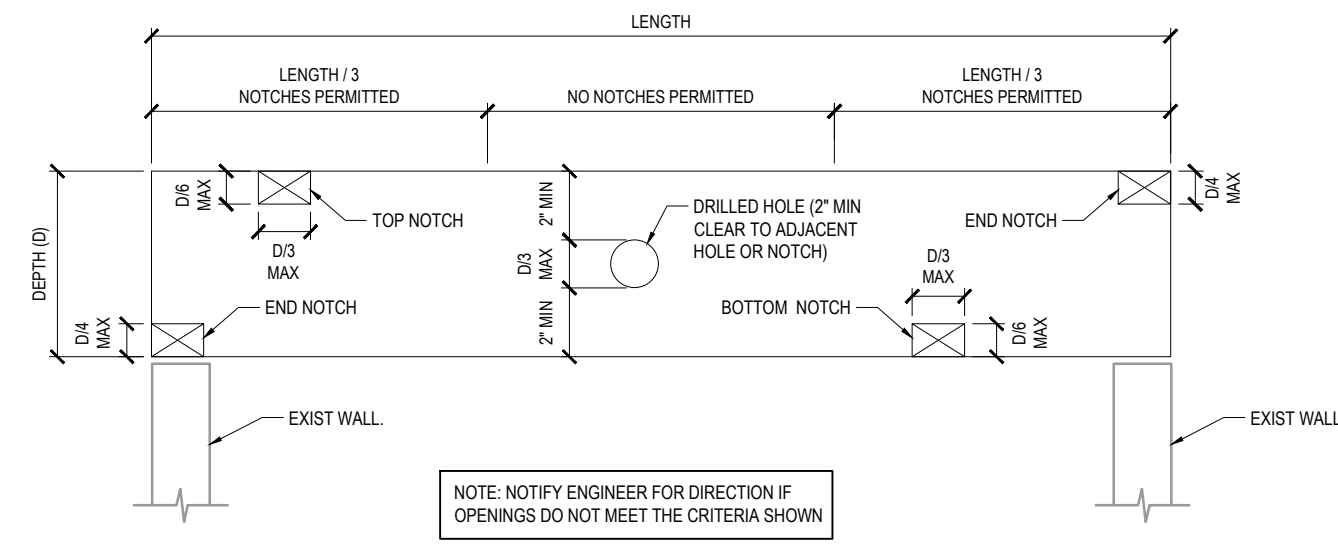 LENGTH
LENGTH / 3
NOTCHES PERMITTED
NO NOTCHES PERMITTED
LENGTH / 3
NOTCHES PERMITTED
DEPTH (D)
D/6
MAX
TOP NOTCH
D/3
MAX
2" MIN
D/3
MAX
2" MIN
DRILLED HOLE (2" MIN
CLEAR TO ADJACENT
HOLE OR NOTCH)
END NOTCH
D/4
MAX
D/4
MAX
END NOTCH
BOTTOM NOTCH
D/3
MAX
D/6
MAX
EXIST WALL.
EXIST WALL
NOTE: NOTIFY ENGINEER FOR DIRECTION IF
OPENINGS DO NOT MEET THE CRITERIA SHOWN